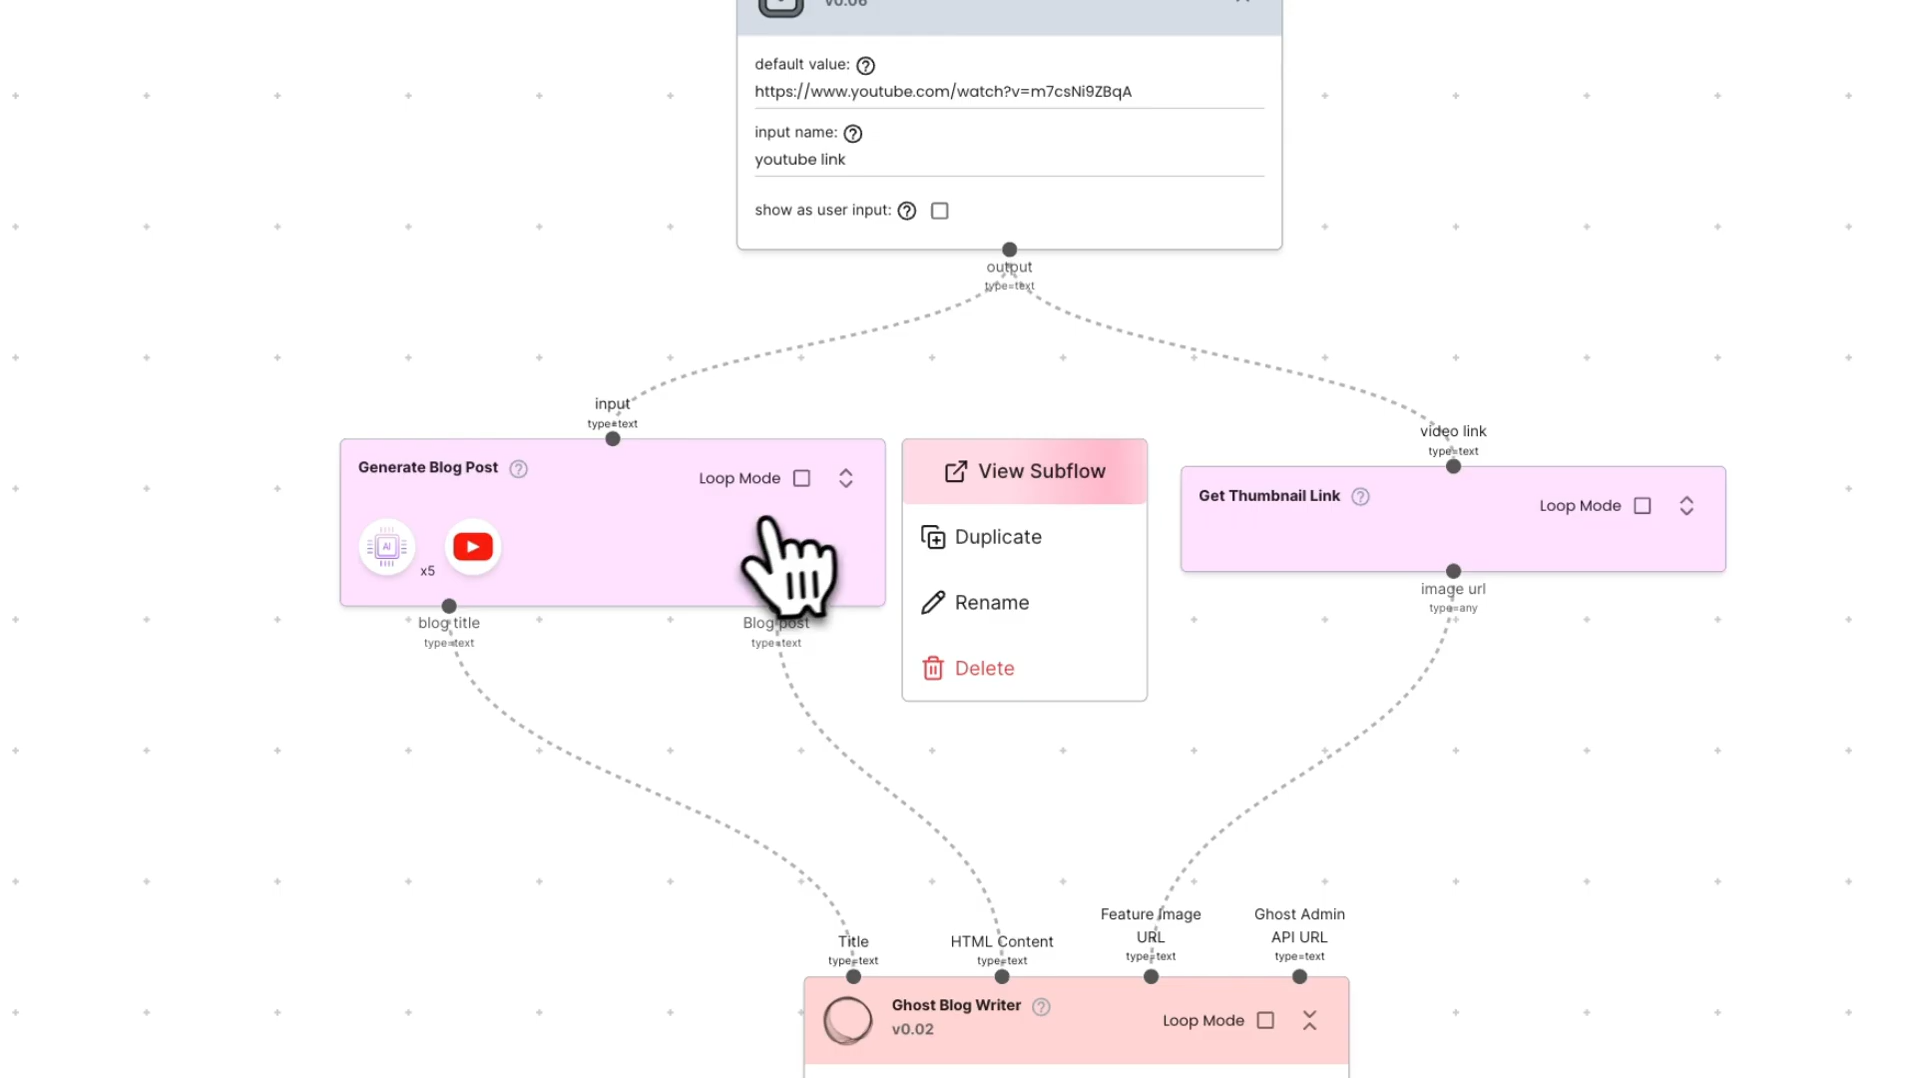 v0.06
default value:
https://www.youtube.com/watch?v=m7csNi9ZBqA
input name:
youtube link
show as user input:
output
type=text
input
type=text
video link
type=text
Generate Blog Post
Loop Mode
AI
x5
blog title
type=text
Blog post
type=text
View Subflow
Duplicate
Rename
Delete
Get Thumbnail Link
Loop Mode
image url
type=any
Title
type=text
HTML Content
type=text
Feature Image
URL
type=text
Ghost Admin
API URL
type=text
Ghost Blog Writer
v0.02
Loop Mode